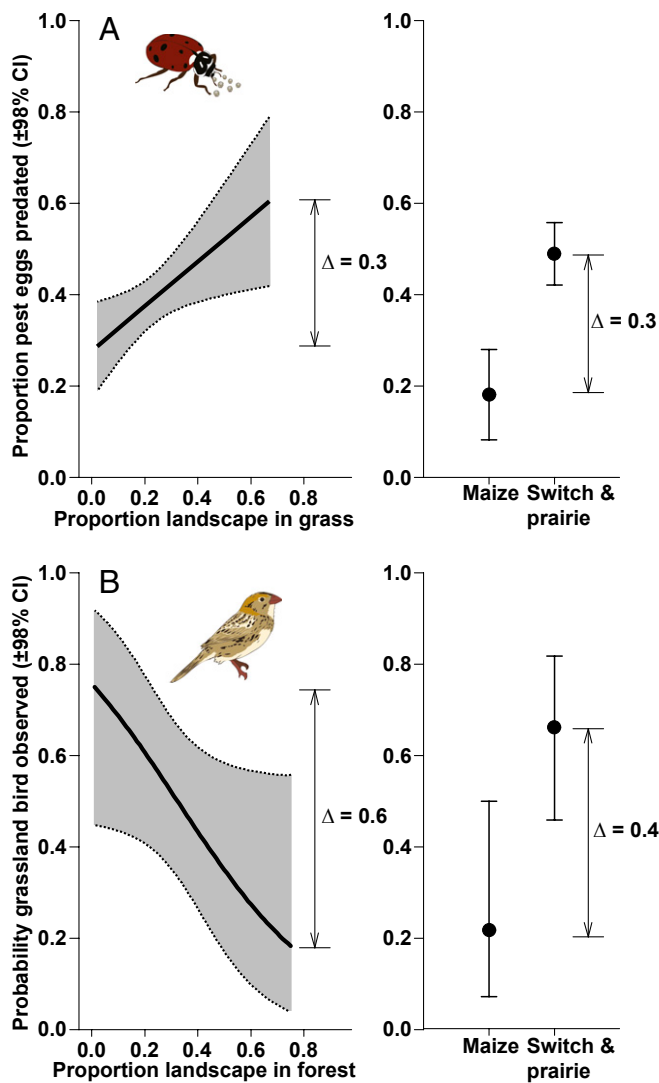 A
Proportion pest eggs predated (±98% CI)
1.0
0.8
0.6
0.4
0.2
0.0
Δ = 0.3
0.0 0.2 0.4 0.6 0.8
Proportion landscape in grass
1.0
0.8
0.6
0.4
0.2
0.0
Δ = 0.3
Maize Switch &
prairie
B
Probability grassland bird observed (±98% CI)
1.0
0.8
0.6
0.4
0.2
0.0
Δ = 0.6
0.0 0.2 0.4 0.6 0.8
Proportion landscape in forest
1.0
0.8
0.6
0.4
0.2
0.0
Δ = 0.4
Maize Switch &
prairie